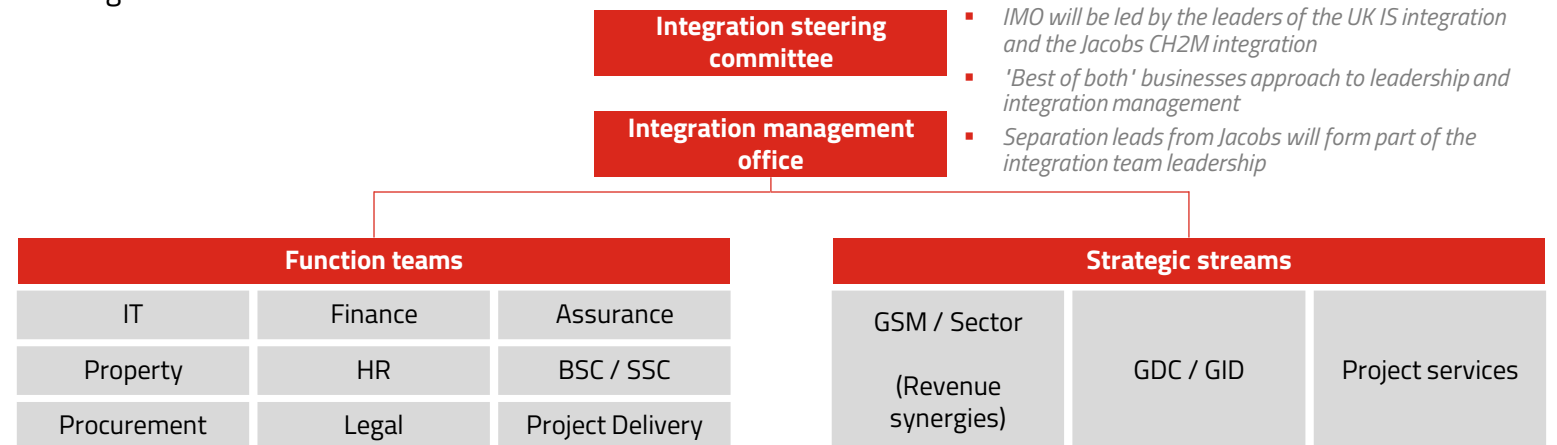 Integration steering
committee
▪ IMO will be led by the leaders of the UK IS integration
and the Jacobs CH2M integration
▪ 'Best of both' businesses approach to leadership and
integration management
▪ Separation leads from Jacobs will form part of the
integration team leadership
Integration management
office
Function teams
IT
Finance
Assurance
Property
HR
BSC / SSC
Procurement
Legal
Project Delivery
Strategic streams
GSM / Sector
(Revenue
synergies)
GDC / GID
Project services